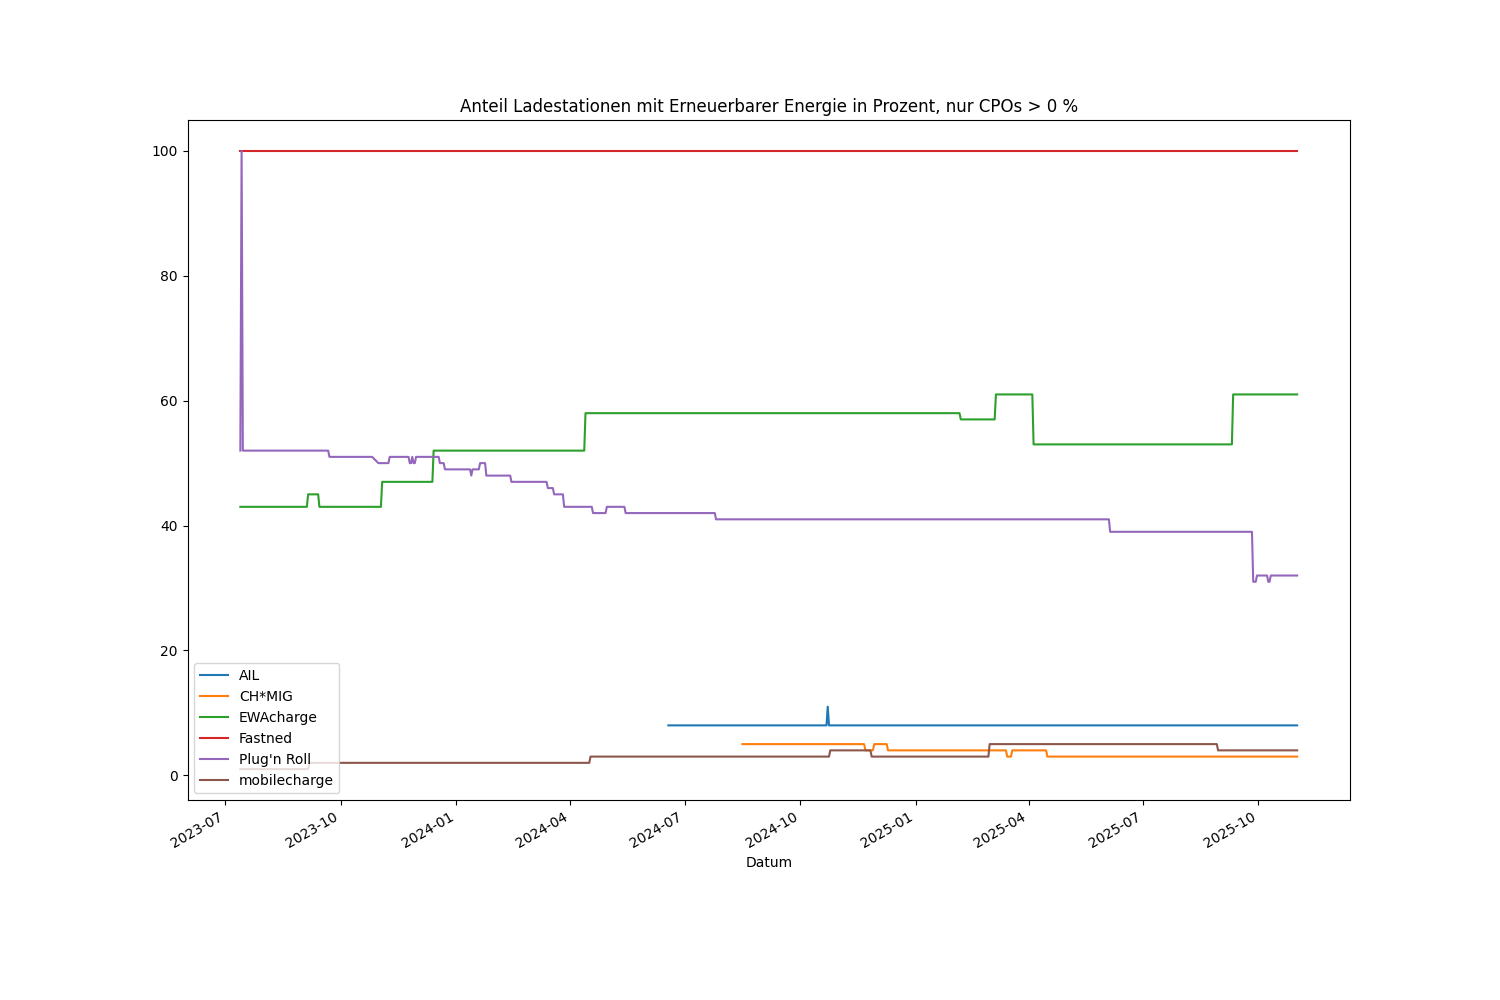 Anteil Ladestationen mit Erneuerbarer Energie in Prozent, nur CPOs > 0 %
100
80
60
40
20
0
AIL
CH*MIG
EWAcharge
Fastned
Plug'n Roll
mobilecharge
2023-07
2023-10
2024-01
2024-04
2024-07
2024-10
2025-01
2025-04
2025-07
2025-10
Datum